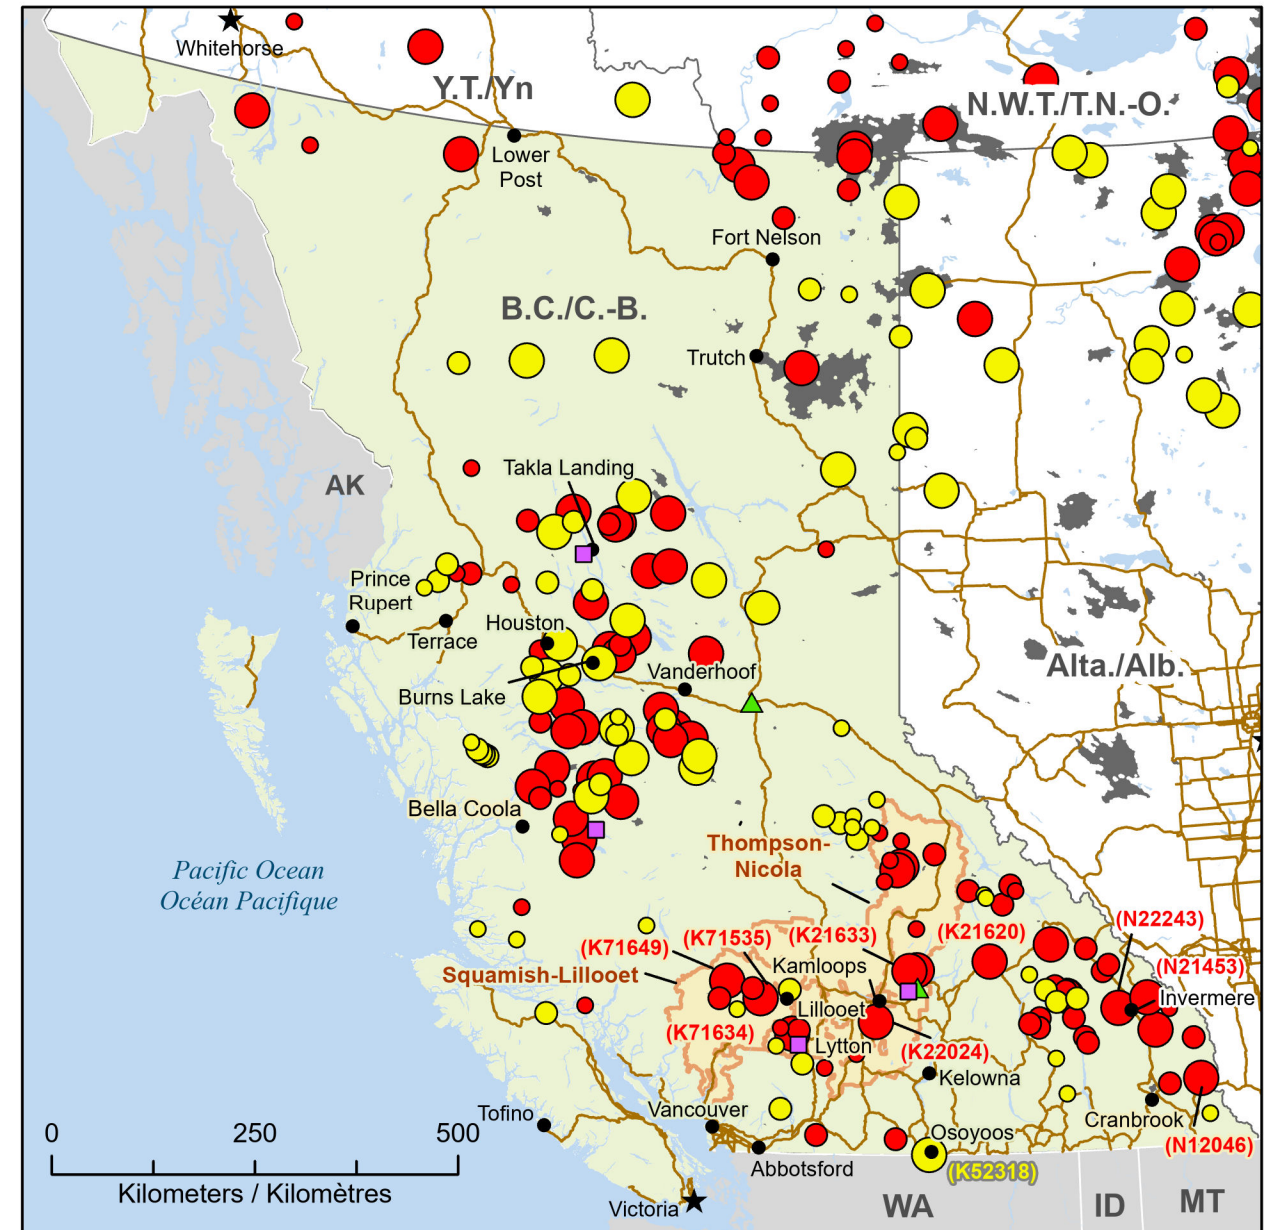 Whitehorse
Y.T./Yn
N.W.T./T.N.-O.
Lower
Post
Fort Nelson
B.C./C.-B.
Trutch
Takla Landing
AK
Prince
Rupert
Terrace
Houston
Vanderhoof
Alta./Alb.
Burns Lake
Bella Coola
Thompson-
Nicola
Pacific Ocean
Océan Pacifique
(N22243)
(K71649)
(K71535)
(K21633)
(K21620)
(N21453)
Squamish-Lillooet
Kamloops
Invermere
Lillooet
(K71634)
Lytton
(K22024)
Kelowna
Tofino
Vancouver
Cranbrook
Osoyoos
(N12046)
0 250 500
Abbotsford
(K52318)
Kilometers / Kilomètres
Victoria
WA
ID
MT